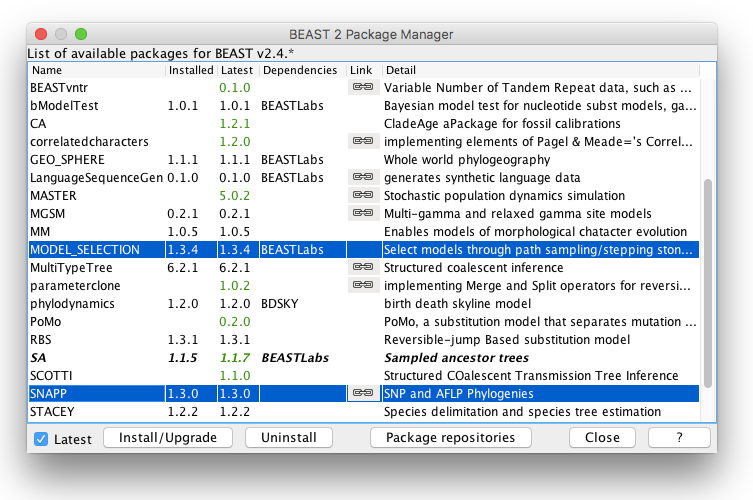 BEAST 2 Package Manager
List of available packages for BEAST v2.4.*
Name Installed Latest Dependencies Link Detail
BEASTvntr 0.1.0 Variable Number of Tandem Repeat data, such as ...
bModelTest 1.0.1 1.0.1 BEASTLabs Bayesian model test for nucleotide subst models, ga...
CA 1.2.1 CladeAge aPackage for fossil calibrations
correlatedcharacters 1.2.0 implementing elements of Pagel & Meade='s Correl...
GEO_SPHERE 1.1.1 1.1.1 BEASTLabs Whole world phylogeography
LanguageSequenceGen 0.1.0 0.1.0 BEASTLabs generates synthetic language data
MASTER 5.0.2 Stochastic population dynamics simulation
MGSM 0.2.1 0.2.1 Multi-gamma and relaxed gamma site models
MM 1.0.5 1.0.5 Enables models of morphological chatacter evolution
MODEL_SELECTION 1.3.4 1.3.4 BEASTLabs Select models through path sampling/stepping ston...
MultiTypeTree 6.2.1 6.2.1 Structured coalescent inference
parameterclone 1.0.2 implementing Merge and Split operators for reversi...
phylodynamics 1.2.0 1.2.0 BDSKY birth death skyline model
PoMo 0.2.0 PoMo, a substitution model that separates mutation ...
RBS 1.3.1 1.3.1 Reversible-jump Based substitution model
SA 1.1.5 1.1.7 BEASTLabs Sampled ancestor trees
SCOTTI 1.1.0 Structured COalescent Transmission Tree Inference
SNAPP 1.3.0 1.3.0 SNP and AFLP Phylogenies
STACEY 1.2.2 1.2.2 Species delimitation and species tree estimation
Latest Install/Upgrade Uninstall Package repositories Close ?